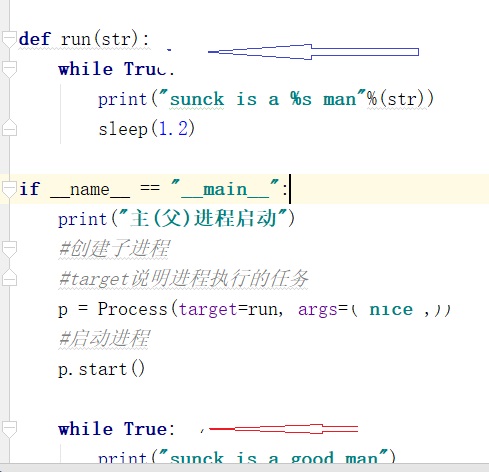 def run(str):
while True:
print("sunck is a %s man"%(str))
sleep(1.2)
if __name__ == "__main__":
print("主(父)进程启动")
#创建子进程
#target说明进程执行的任务
p = Process(target=run, args=( nice ,))
#启动进程
p.start()
while True:
print("sunck is a good man")